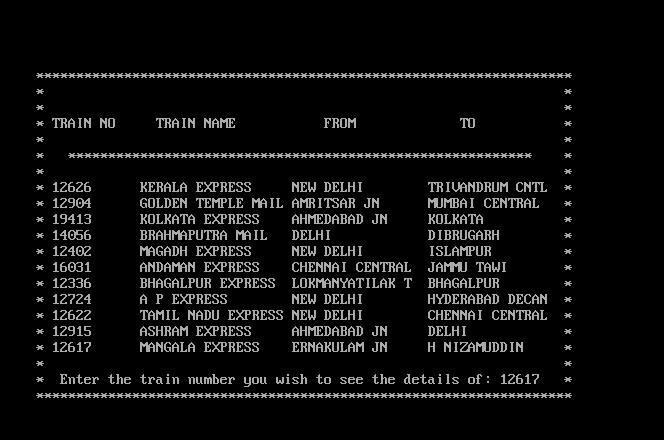 *******************************************************************
*                                                                 *
*                                                                 *
* TRAIN NO     TRAIN NAME           FROM             TO           *
*                                                                 *
*   **********************************************************    *
*                                                                 *
* 12626      KERALA EXPRESS     NEW DELHI        TRIVANDRUM CNTL  *
* 12904      GOLDEN TEMPLE MAIL AMRITSAR JN      MUMBAI CENTRAL   *
* 19413      KOLKATA EXPRESS    AHMEDABAD JN     KOLKATA          *
* 14056      BRAHMAPUTRA MAIL   DELHI            DIBRUGARH        *
* 12402      MAGADH EXPRESS     NEW DELHI        ISLAMPUR         *
* 16031      ANDAMAN EXPRESS    CHENNAI CENTRAL  JAMMU TAWI       *
* 12336      BHAGALPUR EXPRESS  LOKMANYATILAK T  BHAGALPUR        *
* 12724      A P EXPRESS        NEW DELHI        HYDERABAD DECAN  *
* 12622      TAMIL NADU EXPRESS NEW DELHI        CHENNAI CENTRAL  *
* 12915      ASHRAM EXPRESS     AHMEDABAD JN     DELHI            *
* 12617      MANGALA EXPRESS    ERNAKULAM JN     H NIZAMUDDIN     *
*                                                                 *
*  Enter the train number you wish to see the details of: 12617   *
*******************************************************************